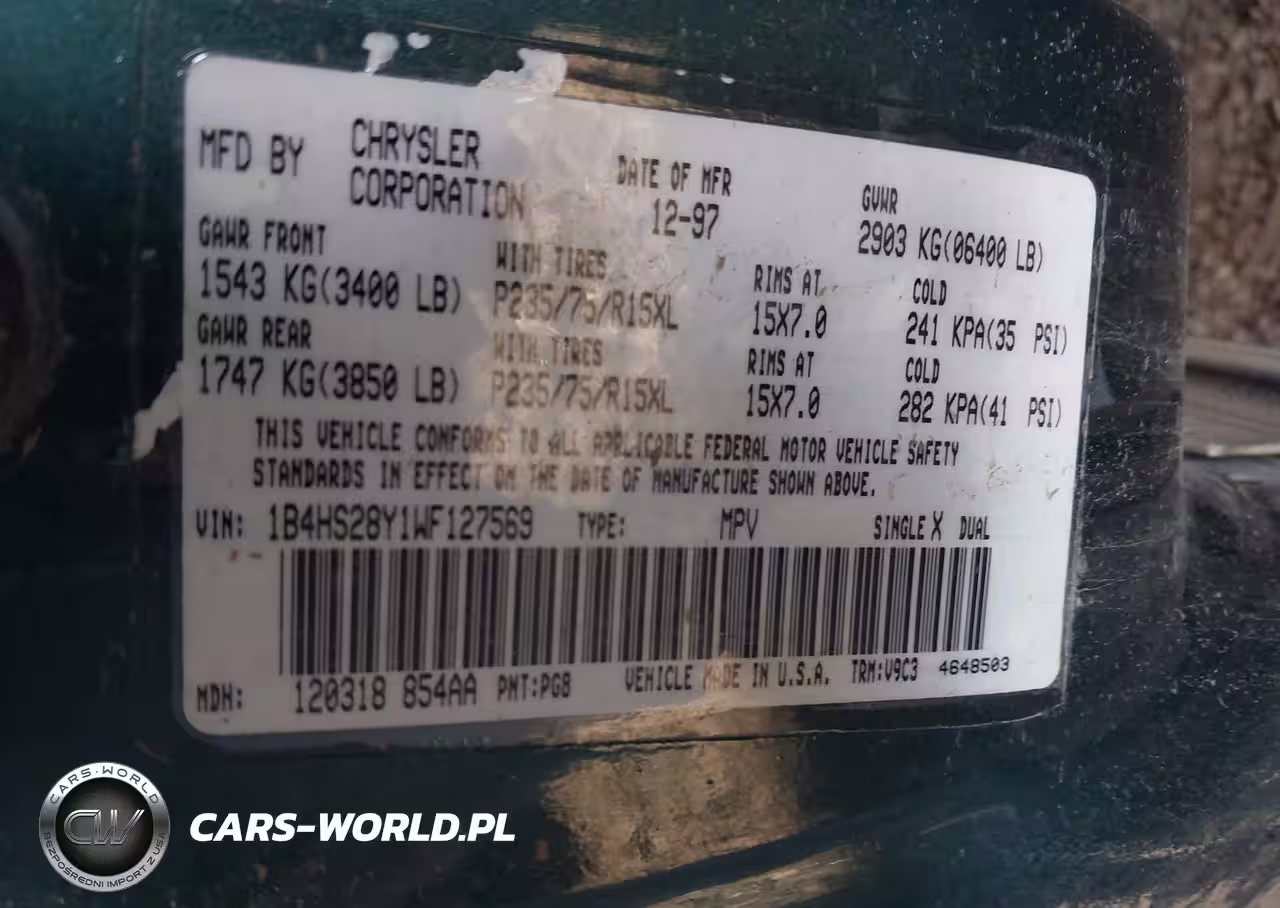 MFD BY CHRYSLER CORPORATION DATE OF MFR 12-97 GVWR 2903 KG(06400 LB)
GAWR FRONT WITH TIRES RIMS AT COLD
1543 KG(3400 LB) P235/75/R15XL 15X7.0 241 KPA(35 PSI)
GAWR REAR WITH TIRES RIMS AT COLD
1747 KG(3850 LB) P235/75/R15XL 15X7.0 282 KPA(41 PSI)
THIS VEHICLE CONFORMS TO ALL APPLICABLE FEDERAL MOTOR VEHICLE SAFETY
STANDARDS IN EFFECT ON THE DATE OF MANUFACTURE SHOWN ABOVE.
VIN: 1B4HS28Y1WF127569 TYPE: MPV SINGLE X DUAL
MDH: 120318 854AA PNT:PG8 VEHICLE MADE IN U.S.A. TRM:V9C3 4648503
CARS-WORLD
CW
BEZPOŚREDNI IMPORT Z USA
CARS-WORLD.PL